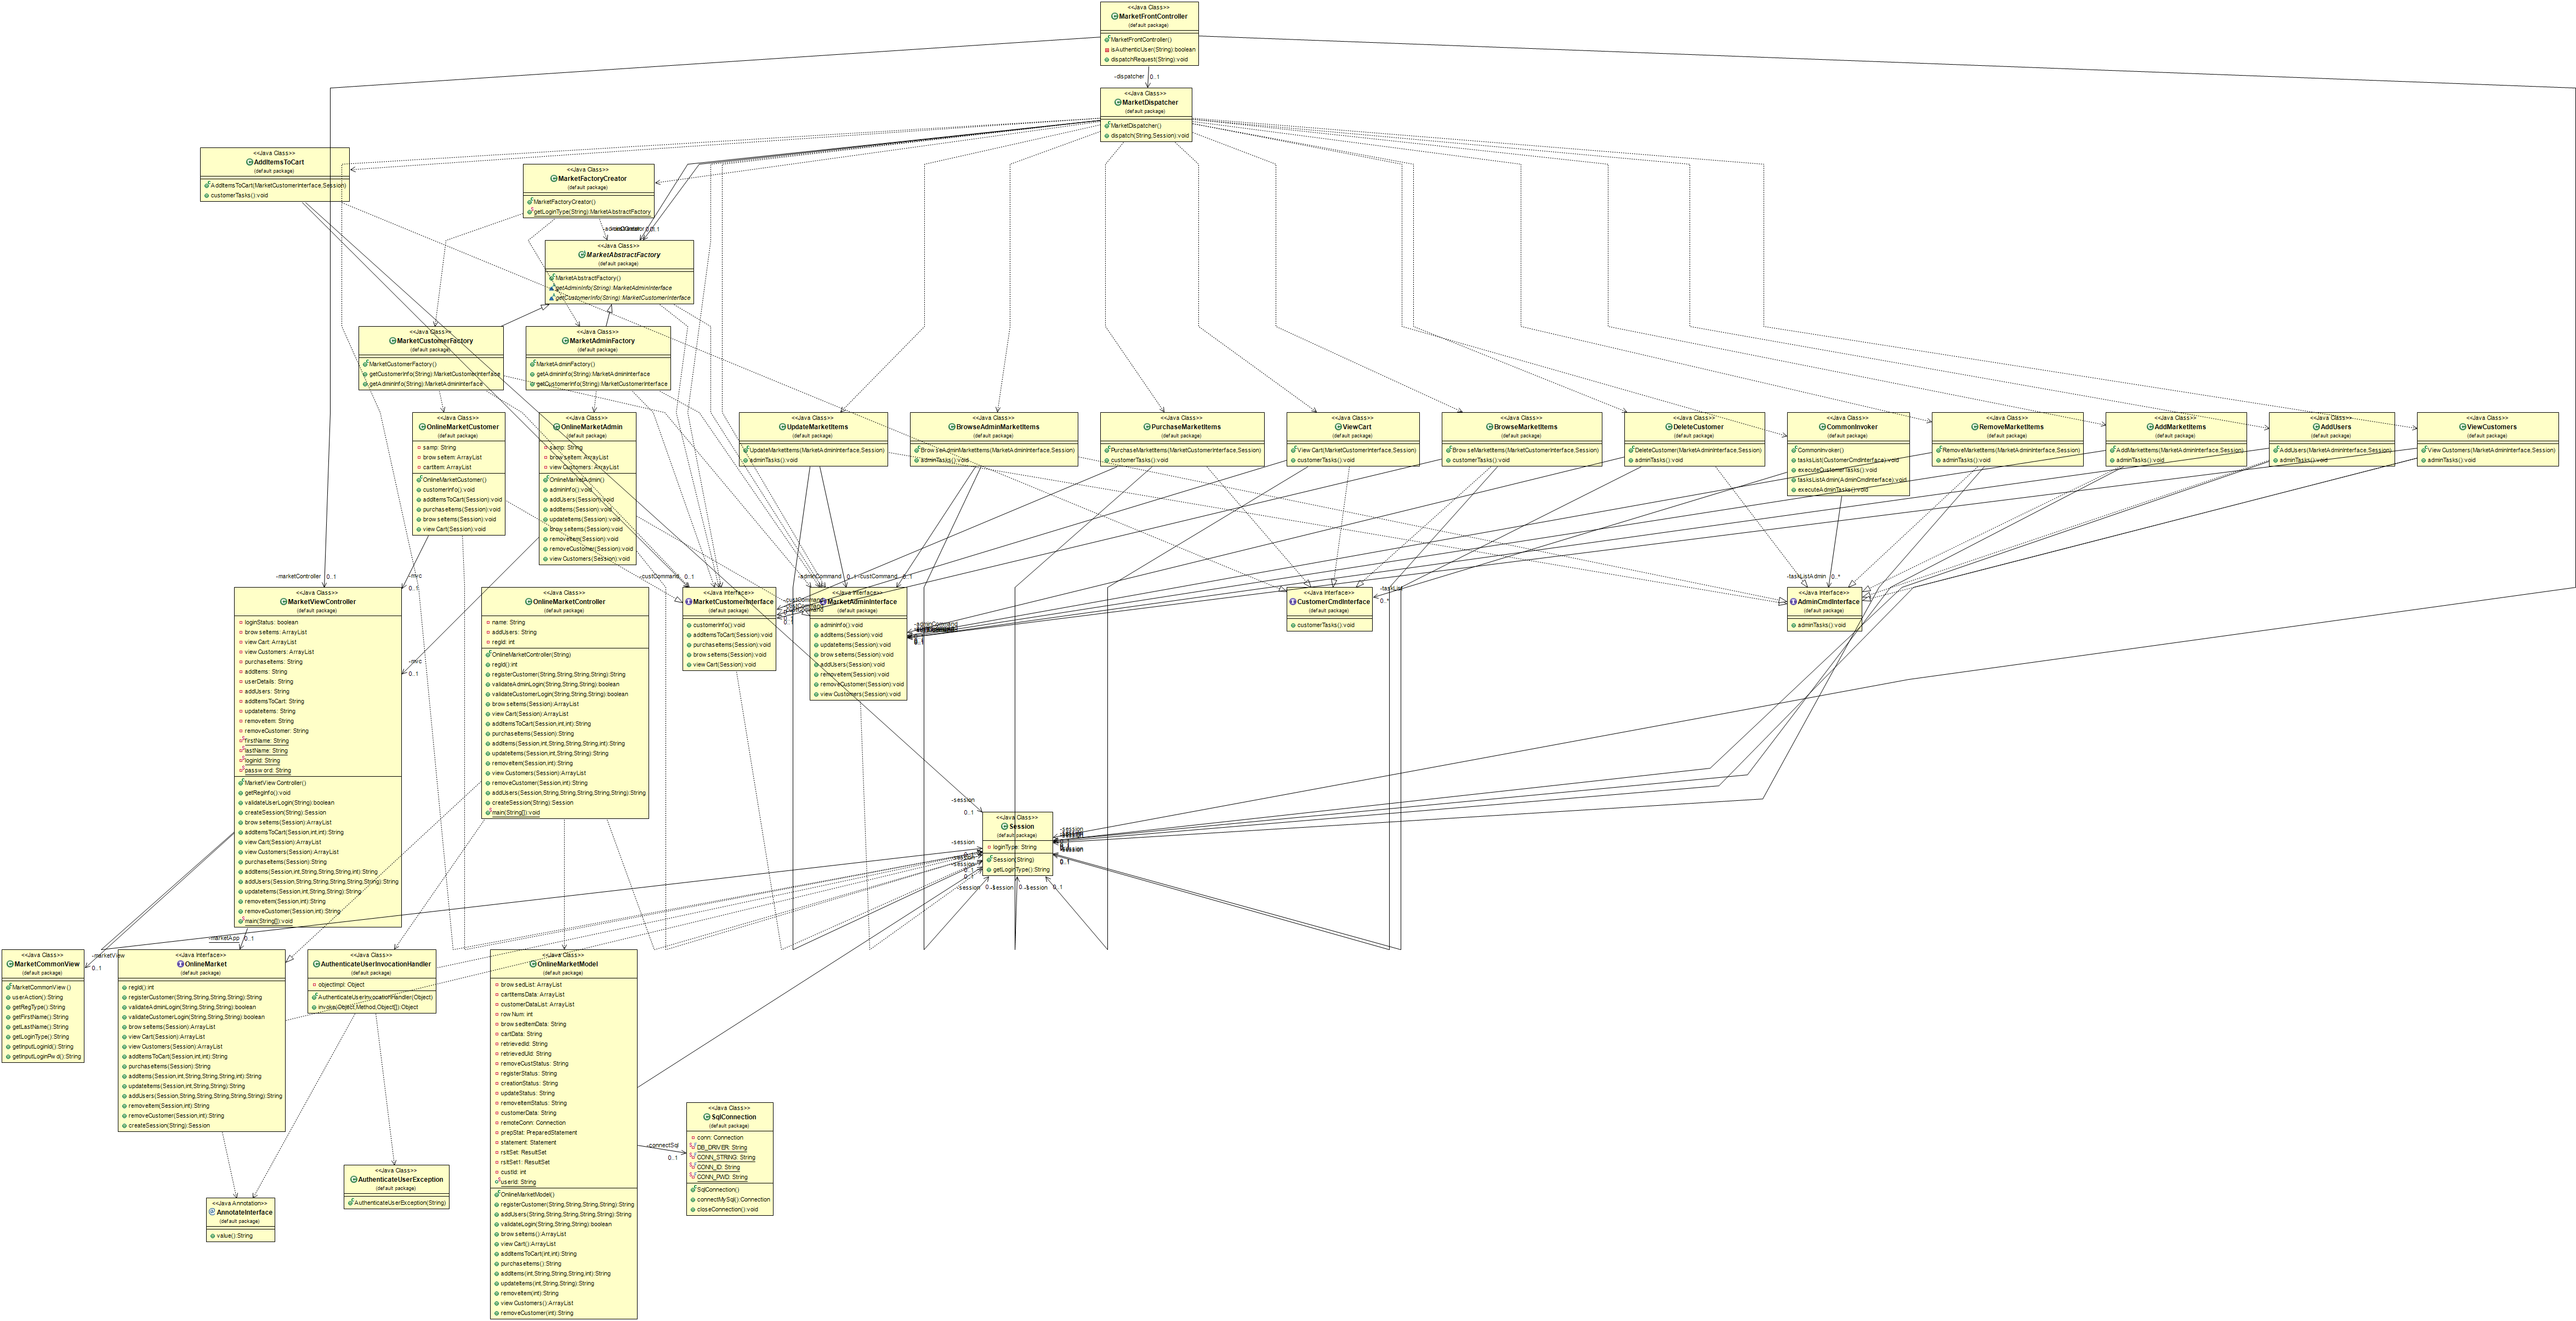 <<Java Class>>
MarketFrontController
(default package)
MarketFrontController()
isAuthenticUser(String):boolean
dispatchRequest(String):void
-dispatcher
0..1
<<Java Class>>
MarketDispatcher
(default package)
MarketDispatcher()
dispatch(String,Session):void
<<Java Class>>
AddItemsToCart
(default package)
AddItemsToCart(MarketCustomerInterface,Session)
customerTasks():void
<<Java Class>>
MarketFactoryCreator
(default package)
MarketFactoryCreator()
getLoginType(String):MarketAbstractFactory
<<Java Class>>
MarketAbstractFactory
(default package)
MarketAbstractFactory()
getAdminInfo(String):MarketAdminInterface
getCustomerInfo(String):MarketCustomerInterface
<<Java Class>>
MarketCustomerFactory
(default package)
MarketCustomerFactory()
getCustomerInfo(String):MarketCustomerInterface
getAdminInfo(String):MarketAdminInterface
<<Java Class>>
MarketAdminFactory
(default package)
MarketAdminFactory()
getAdminInfo(String):MarketAdminInterface
getCustomerInfo(String):MarketCustomerInterface
<<Java Class>>
OnlineMarketCustomer
(default package)
samp: String
browseItem: ArrayList
cartItem: ArrayList
OnlineMarketCustomer()
customerInfo():void
addItemsToCart(Session):void
purchaseItems(Session):void
browseItems(Session):void
viewCart(Session):void
<<Java Class>>
OnlineMarketAdmin
(default package)
samp: String
browseItem: ArrayList
viewCustomers: ArrayList
OnlineMarketAdmin()
adminInfo():void
addUsers(Session):void
addItems(Session):void
updateItems(Session):void
browseItems(Session):void
removeItem(Session):void
removeCustomer(Session):void
viewCustomers(Session):void
<<Java Class>>
UpdateMarketItems
(default package)
UpdateMarketItems(MarketAdminInterface,Session)
adminTasks():void
<<Java Class>>
BrowseAdminMarketItems
(default package)
BrowseAdminMarketItems(MarketAdminInterface,Session)
adminTasks():void
<<Java Class>>
PurchaseMarketItems
(default package)
PurchaseMarketItems(MarketCustomerInterface,Session)
customerTasks():void
<<Java Class>>
ViewCart
(default package)
ViewCart(MarketCustomerInterface,Session)
customerTasks():void
<<Java Class>>
BrowseMarketItems
(default package)
BrowseMarketItems(MarketCustomerInterface,Session)
customerTasks():void
<<Java Class>>
DeleteCustomer
(default package)
DeleteCustomer(MarketAdminInterface,Session)
adminTasks():void
<<Java Class>>
CommonInvoker
(default package)
CommonInvoker()
tasksList(CustomerCmdInterface):void
executeCustomerTasks():void
tasksListAdmin(AdminCmdInterface):void
executeAdminTasks():void
<<Java Class>>
RemoveMarketItems
(default package)
RemoveMarketItems(MarketAdminInterface,Session)
adminTasks():void
<<Java Class>>
AddMarketItems
(default package)
AddMarketItems(MarketAdminInterface,Session)
adminTasks():void
<<Java Class>>
AddUsers
(default package)
AddUsers(MarketAdminInterface,Session)
adminTasks():void
<<Java Class>>
ViewCustomers
(default package)
ViewCustomers(MarketAdminInterface,Session)
adminTasks():void
-marketController
0..1
-mvc
0..1
-custCommand
0..1
-adminCommand
0..1
-custCommand
0..1
-taskList
0..*
-taskListAdmin
0..*
<<Java Class>>
MarketViewController
(default package)
loginStatus: boolean
browseItems: ArrayList
viewCart: ArrayList
viewCustomers: ArrayList
purchaseItems: String
addItems: String
userDetails: String
addUsers: String
addItemsToCart: String
updateItems: String
removeItem: String
removeCustomer: String
firstName: String
lastName: String
loginId: String
password: String
MarketViewController()
getRegInfo():void
validateUserLogin(String):boolean
createSession(String):Session
browseItems(Session):ArrayList
addItemsToCart(Session,int,int):String
viewCart(Session):ArrayList
viewCustomers(Session):ArrayList
purchaseItems(Session):String
addItems(Session,int,String,String,String,int):String
addUsers(Session,String,String,String,String,String):String
updateItems(Session,int,String,String):String
removeItem(Session,int):String
removeCustomer(Session,int):String
main(String[]):void
-mvc
0..1
<<Java Class>>
OnlineMarketController
(default package)
name: String
addUsers: String
regId: int
OnlineMarketController(String)
regId():int
registerCustomer(String,String,String,String):String
validateAdminLogin(String,String,String):boolean
validateCustomerLogin(String,String,String):boolean
browseItems(Session):ArrayList
viewCart(Session):ArrayList
addItemsToCart(Session,int,int):String
purchaseItems(Session):String
addItems(Session,int,String,String,String,int):String
updateItems(Session,int,String,String):String
removeItem(Session,int):String
viewCustomers(Session):ArrayList
removeCustomer(Session,int):String
addUsers(Session,String,String,String,String,String):String
createSession(String):Session
main(String[]):void
<<Java Interface>>
MarketCustomerInterface
(default package)
customerInfo():void
addItemsToCart(Session):void
purchaseItems(Session):void
browseItems(Session):void
viewCart(Session):void
<<Java Interface>>
MarketAdminInterface
(default package)
adminInfo():void
addItems(Session):void
updateItems(Session):void
browseItems(Session):void
addUsers(Session):void
removeItem(Session):void
removeCustomer(Session):void
viewCustomers(Session):void
<<Java Interface>>
CustomerCmdInterface
(default package)
customerTasks():void
<<Java Interface>>
AdminCmdInterface
(default package)
adminTasks():void
-session
0..1
<<Java Class>>
Session
(default package)
loginType: String
Session(String)
getLoginType():String
-session
-session
0..1
-session
0..1
-session
0..1
-marketApp
0..1
-marketView
0..1
<<Java Class>>
MarketCommonView
(default package)
MarketCommonView()
userAction():String
getRegType():String
getFirstName():String
getLastName():String
getLoginType():String
getInputLoginId():String
getInputLoginPwd():String
<<Java Interface>>
OnlineMarket
(default package)
regId():int
registerCustomer(String,String,String,String):String
validateAdminLogin(String,String,String):boolean
validateCustomerLogin(String,String,String):boolean
browseItems(Session):ArrayList
viewCart(Session):ArrayList
viewCustomers(Session):ArrayList
addItemsToCart(Session,int,int):String
purchaseItems(Session):String
addItems(Session,int,String,String,String,int):String
updateItems(Session,int,String,String):String
addUsers(Session,String,String,String,String,String):String
removeItem(Session,int):String
removeCustomer(Session,int):String
createSession(String):Session
<<Java Class>>
AuthenticateUserInvocationHandler
(default package)
objectImpl: Object
AuthenticateUserInvocationHandler(Object)
invoke(Object,Method,Object[]):Object
<<Java Class>>
OnlineMarketModel
(default package)
browsedList: ArrayList
cartItemsData: ArrayList
customerDataList: ArrayList
rowNum: int
browsedItemData: String
cartData: String
retrievedId: String
retrievedUId: String
removeCustStatus: String
registerStatus: String
creationStatus: String
updateStatus: String
removeItemStatus: String
customerData: String
remoteConn: Connection
prepStat: PreparedStatement
statement: Statement
rsltSet: ResultSet
rsltSet1: ResultSet
custId: int
userId: String
OnlineMarketModel()
registerCustomer(String,String,String,String):String
addUsers(String,String,String,String,String):String
validateLogin(String,String,String):boolean
browseItems():ArrayList
viewCart():ArrayList
addItemsToCart(int,int):String
purchaseItems():String
addItems(int,String,String,String,int):String
updateItems(int,String,String):String
removeItem(int):String
viewCustomers():ArrayList
removeCustomer(int):String
-connectSql
0..1
<<Java Class>>
SqlConnection
(default package)
conn: Connection
DB_DRIVER: String
CONN_STRING: String
CONN_ID: String
CONN_PWD: String
SqlConnection()
connectMySql():Connection
closeConnection():void
<<Java Class>>
AuthenticateUserException
(default package)
AuthenticateUserException(String)
<<Java Annotation>>
AnnotateInterface
(default package)
value():String